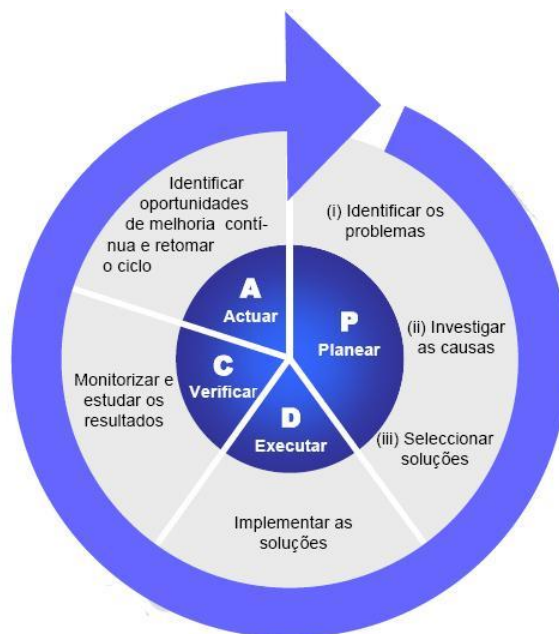 (i) Identificar os
problemas
(ii) Investigar
as causas
(iii) Seleccionar
soluções
P
Planear
Implementar as
soluções
D
Executar
Monitorizar e
estudar os
resultados
C
Verificar
Identificar
oportunidades
de melhoria contí-
nua e retomar
o ciclo
A
Actuar